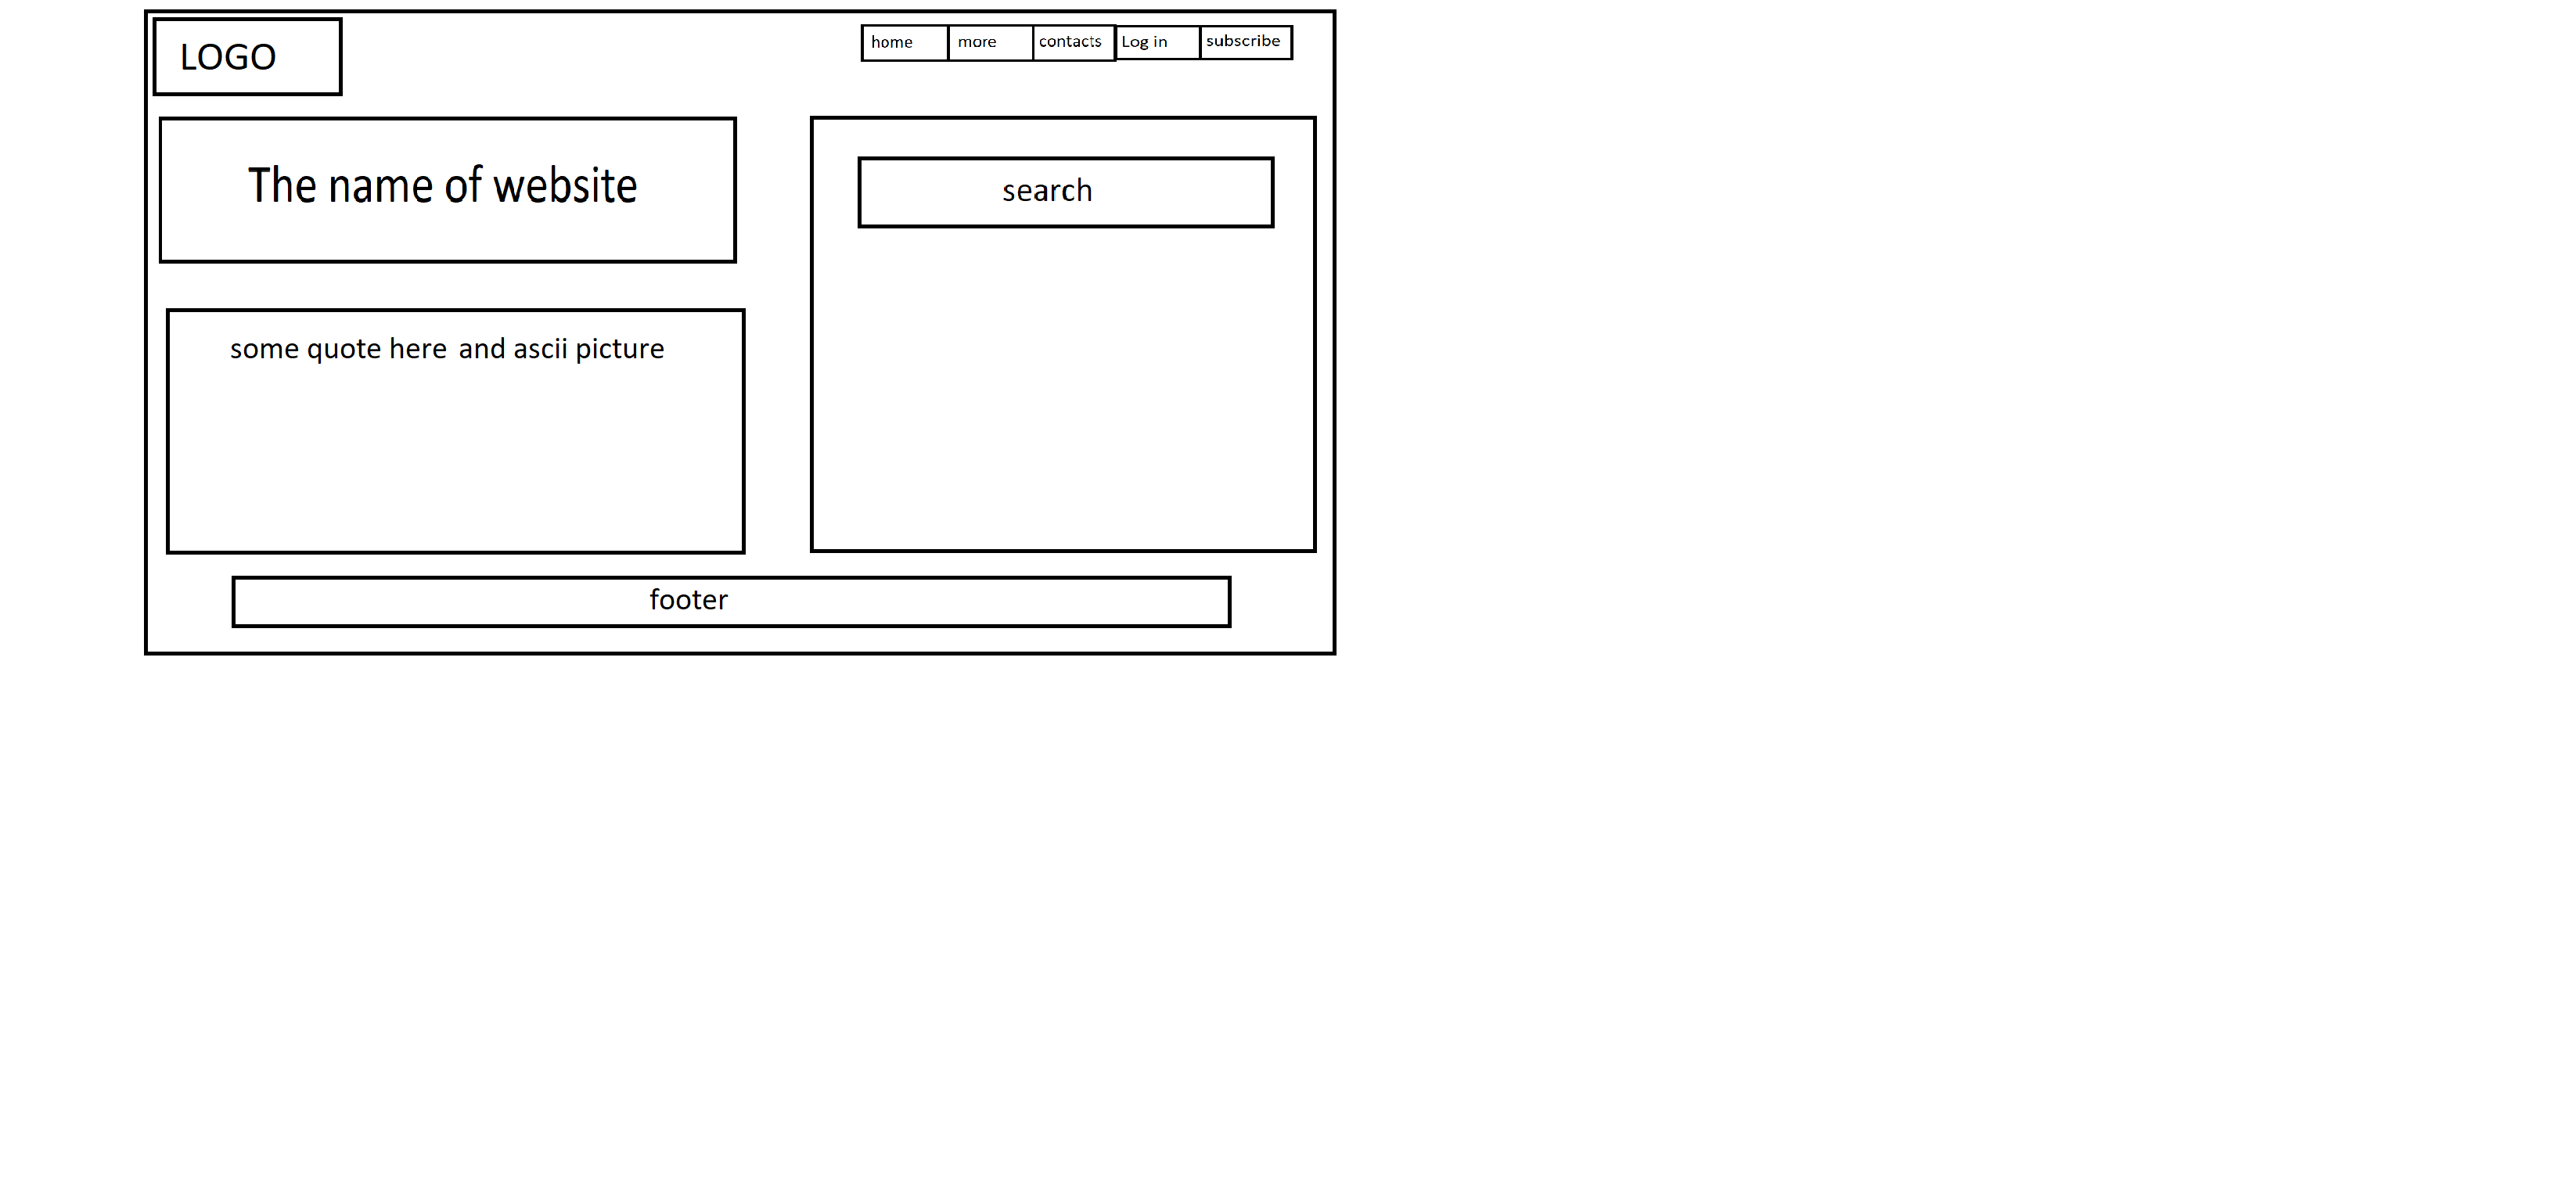 LOGO
home more contacts Log in subscribe
The name of website
search
some quote here and ascii picture
footer